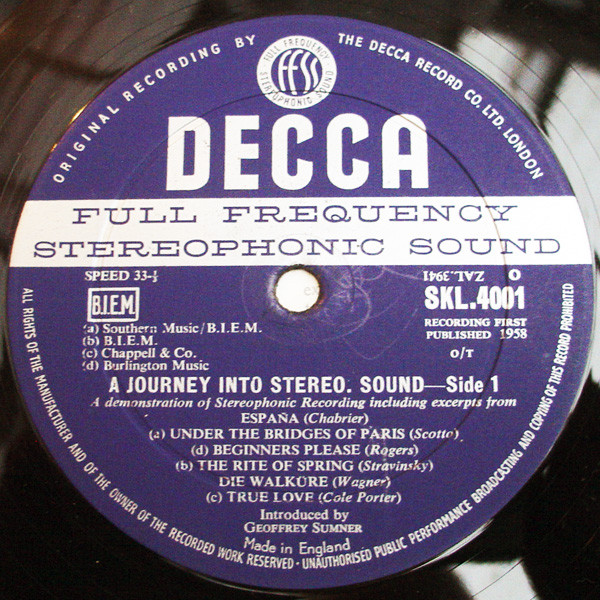 ORIGINAL RECORDING BY THE DECCA RECORD CO. LTD. LONDON
FULL FREQUENCY
FFSS
STEREOPHONIC SOUND
DECCA
FULL FREQUENCY
STEREOPHONIC SOUND
SPEED 33-⅓
ZAL.3941
O
B.I.E.M.
SKL.4001
RECORDING FIRST
PUBLISHED 1958
O/T
(a) Southern Music/B.I.E.M.
(b) B.I.E.M.
(c) Chappell & Co.
(d) Burlington Music
A JOURNEY INTO STEREO. SOUND—Side 1
A demonstration of Stereophonic Recording including excerpts from
ESPAÑA (Chabrier)
(a) UNDER THE BRIDGES OF PARIS (Scotto)
(d) BEGINNERS PLEASE (Rogers)
(b) THE RITE OF SPRING (Stravinsky)
DIE WALKÜRE (Wagner)
(c) TRUE LOVE (Cole Porter)
Introduced by
GEOFFREY SUMNER
Made in England
ALL RIGHTS OF THE MANUFACTURER AND OF THE OWNER OF THE RECORDED WORK RESERVED · UNAUTHORISED PUBLIC PERFORMANCE BROADCASTING AND COPYING OF THIS RECORD PROHIBITED